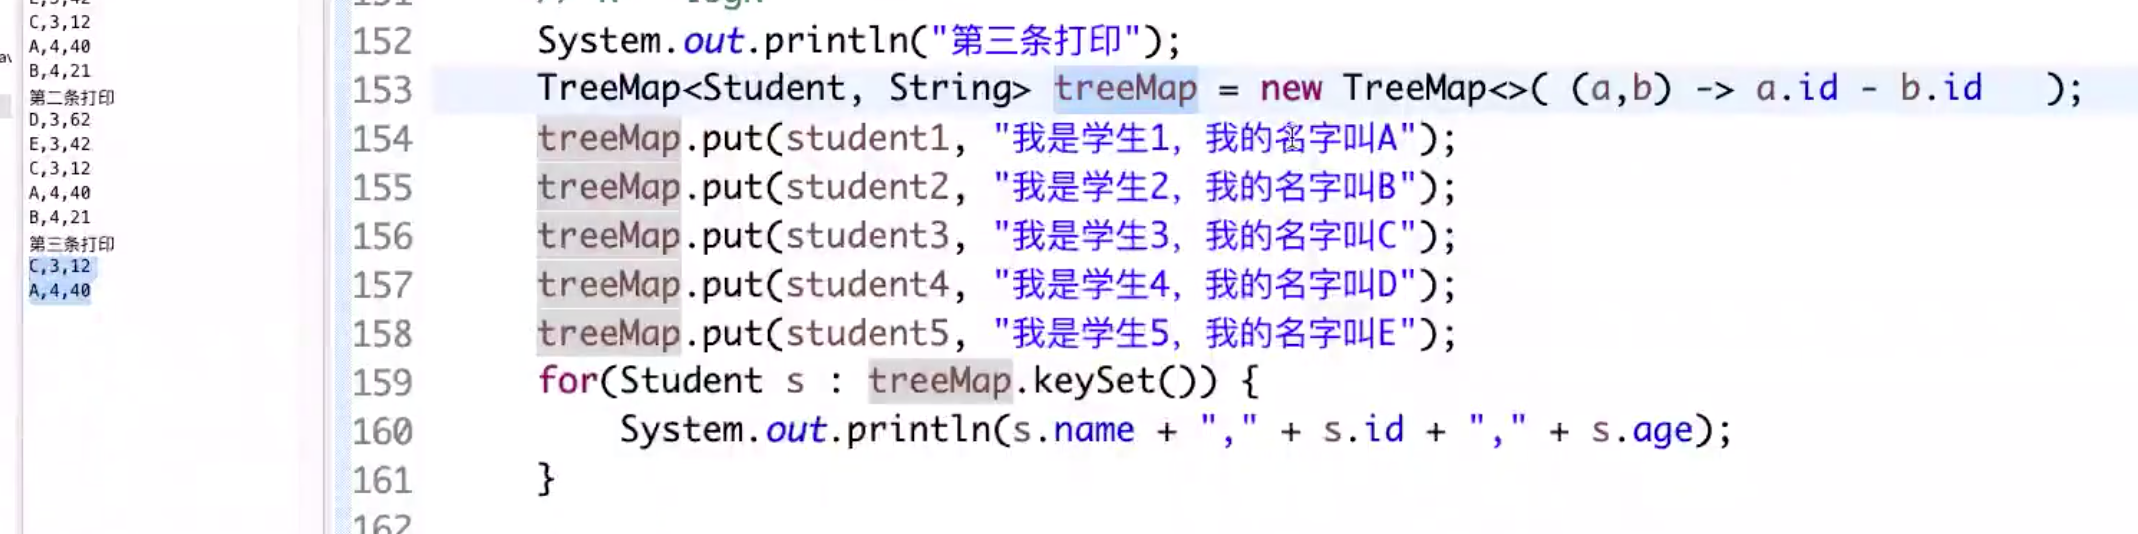 C,3,12
A,4,40
B,4,21
第二条打印
D,3,62
E,3,42
C,3,12
A,4,40
B,4,21
第三条打印
C,3,12
A,4,40
152 System.out.println("第三条打印");
153 TreeMap<Student, String> treeMap = new TreeMap<>( (a,b) -> a.id - b.id );
154 treeMap.put(student1, "我是学生1, 我的名字叫A");
155 treeMap.put(student2, "我是学生2, 我的名字叫B");
156 treeMap.put(student3, "我是学生3, 我的名字叫C");
157 treeMap.put(student4, "我是学生4, 我的名字叫D");
158 treeMap.put(student5, "我是学生5, 我的名字叫E");
159 for(Student s : treeMap.keySet()) {
160 System.out.println(s.name + "," + s.id + "," + s.age);
161 }
162